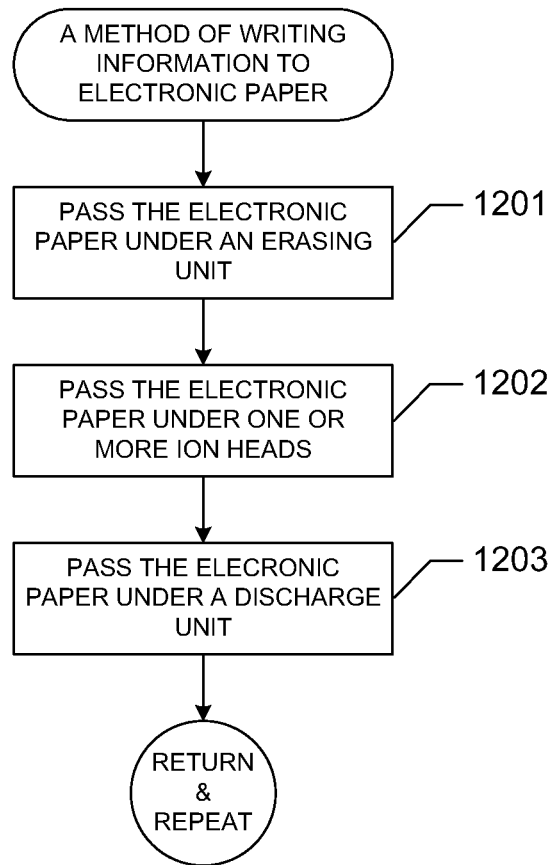 A METHOD OF WRITING
INFORMATION TO
ELECTRONIC PAPER
PASS THE ELECTRONIC
PAPER UNDER AN ERASING
UNIT
1201
PASS THE ELECTRONIC
PAPER UNDER ONE OR
MORE ION HEADS
1202
PASS THE ELECRONIC
PAPER UNDER A DISCHARGE
UNIT
1203
RETURN
&
REPEAT